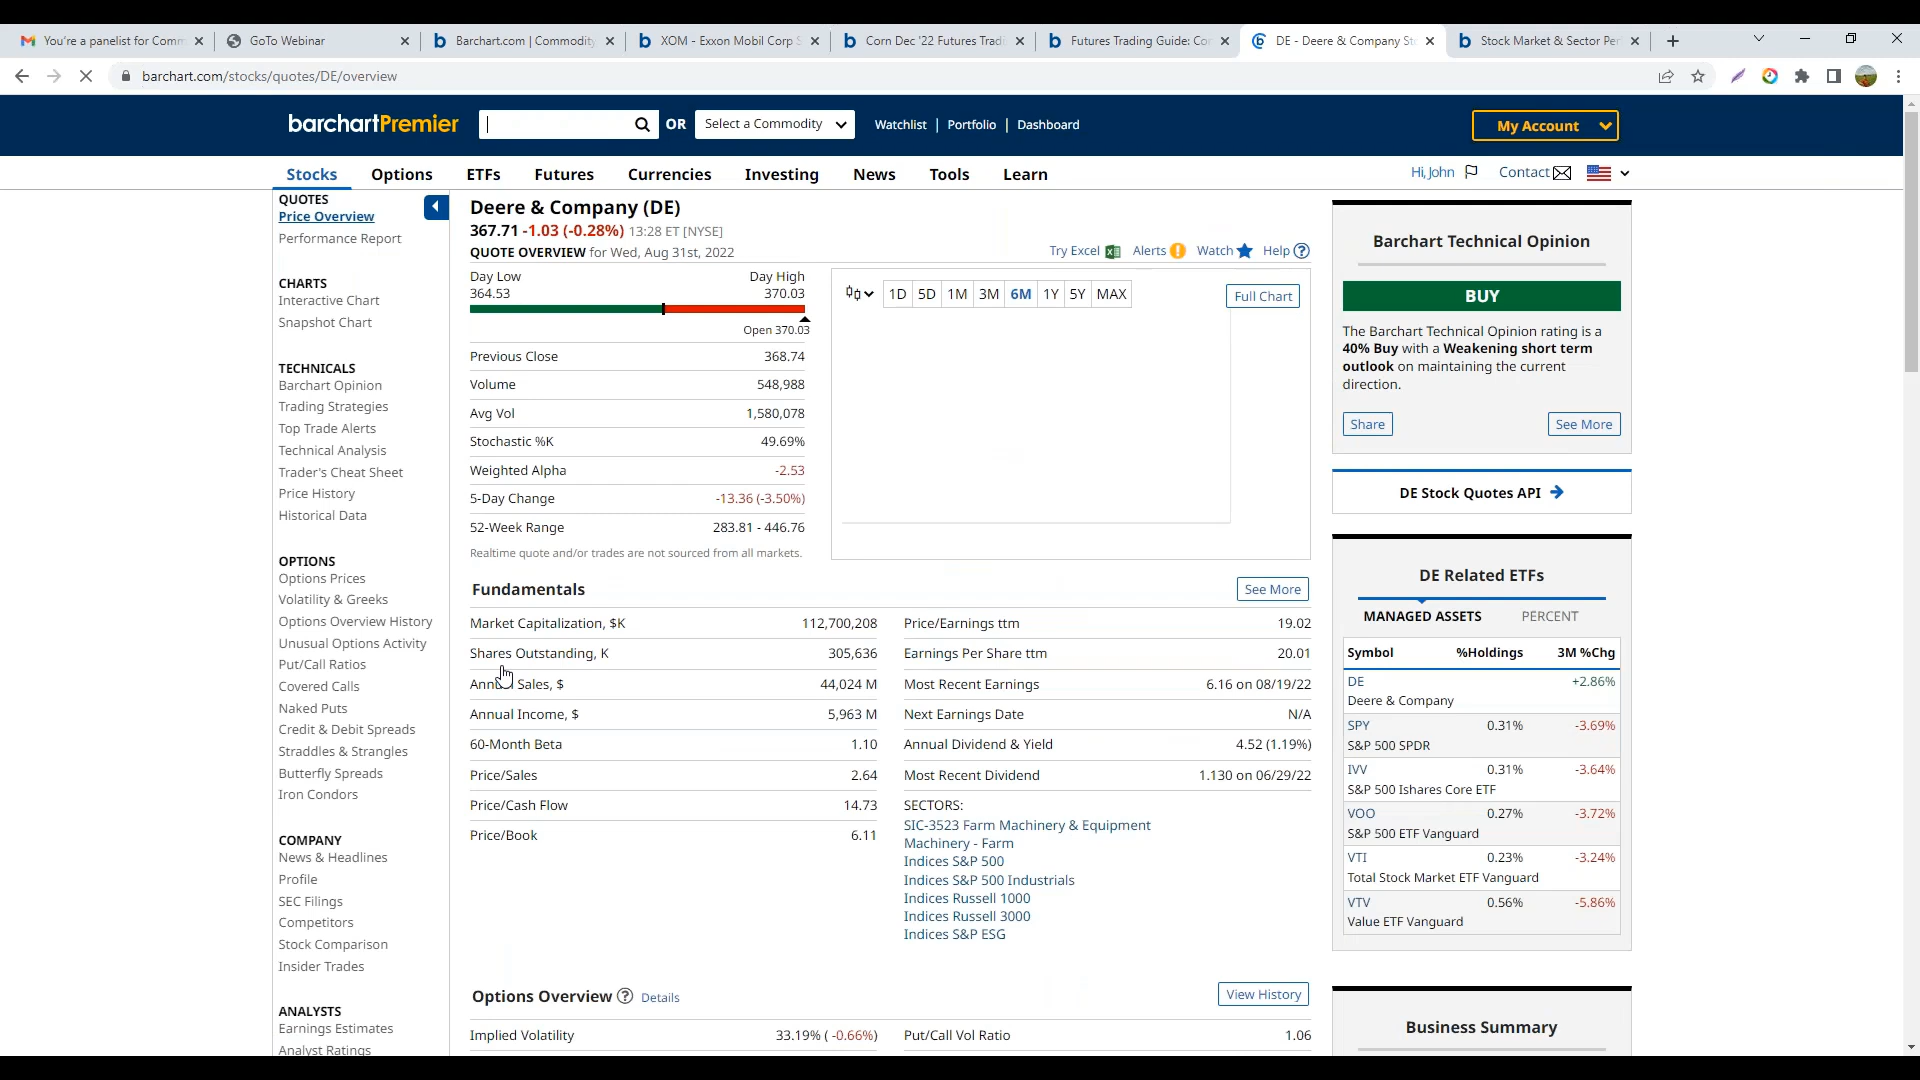 You're a panelist for Comm
GoTo Webinar
Barchart.com | Commodity
XOM - Exxon Mobil Corp S
Corn Dec '22 Futures Tradi
Futures Trading Guide: Co
DE - Deere & Company Sto
Stock Market & Sector Per
barchart.com/stocks/quotes/DE/overview
barchartPremier
OR
Select a Commodity
Watchlist | Portfolio | Dashboard
My Account
Stocks
Options
ETFs
Futures
Currencies
Investing
News
Tools
Learn
Hi, John
Contact
QUOTES
Price Overview
Performance Report
CHARTS
Interactive Chart
Snapshot Chart
TECHNICALS
Barchart Opinion
Trading Strategies
Top Trade Alerts
Technical Analysis
Trader's Cheat Sheet
Price History
Historical Data
OPTIONS
Options Prices
Volatility & Greeks
Options Overview History
Unusual Options Activity
Put/Call Ratios
Covered Calls
Naked Puts
Credit & Debit Spreads
Straddles & Strangles
Butterfly Spreads
Iron Condors
COMPANY
News & Headlines
Profile
SEC Filings
Competitors
Stock Comparison
Insider Trades
ANALYSTS
Earnings Estimates
Analyst Ratings
Deere & Company (DE)
367.71 -1.03 (-0.28%) 13:28 ET [NYSE]
QUOTE OVERVIEW for Wed, Aug 31st, 2022
Try Excel
Alerts
Watch
Help
Day Low Day High
364.53 370.03
Open 370.03
Previous Close 368.74
Volume 548,988
Avg Vol 1,580,078
Stochastic %K 49.69%
Weighted Alpha -2.53
5-Day Change -13.36 (-3.50%)
52-Week Range 283.81 - 446.76
Realtime quote and/or trades are not sourced from all markets.
1D 5D 1M 3M 6M 1Y 5Y MAX
Full Chart
Fundamentals
See More
Market Capitalization, $K 112,700,208
Shares Outstanding, K 305,636
Annual Sales, $ 44,024 M
Annual Income, $ 5,963 M
60-Month Beta 1.10
Price/Sales 2.64
Price/Cash Flow 14.73
Price/Book 6.11
Price/Earnings ttm 19.02
Earnings Per Share ttm 20.01
Most Recent Earnings 6.16 on 08/19/22
Next Earnings Date N/A
Annual Dividend & Yield 4.52 (1.19%)
Most Recent Dividend 1.130 on 06/29/22
SECTORS:
SIC-3523 Farm Machinery & Equipment
Machinery - Farm
Indices S&P 500
Indices S&P 500 Industrials
Indices Russell 1000
Indices Russell 3000
Indices S&P ESG
Options Overview ? Details
View History
Implied Volatility 33.19% ( -0.66%)
Put/Call Vol Ratio 1.06
Barchart Technical Opinion
BUY
The Barchart Technical Opinion rating is a
40% Buy with a Weakening short term
outlook on maintaining the current
direction.
Share
See More
DE Stock Quotes API
DE Related ETFs
MANAGED ASSETS PERCENT
Symbol %Holdings 3M %Chg
DE +2.86%
Deere & Company
SPY 0.31% -3.69%
S&P 500 SPDR
IVV 0.31% -3.64%
S&P 500 Ishares Core ETF
VOO 0.27% -3.72%
S&P 500 ETF Vanguard
VTI 0.23% -3.24%
Total Stock Market ETF Vanguard
VTV 0.56% -5.86%
Value ETF Vanguard
Business Summary